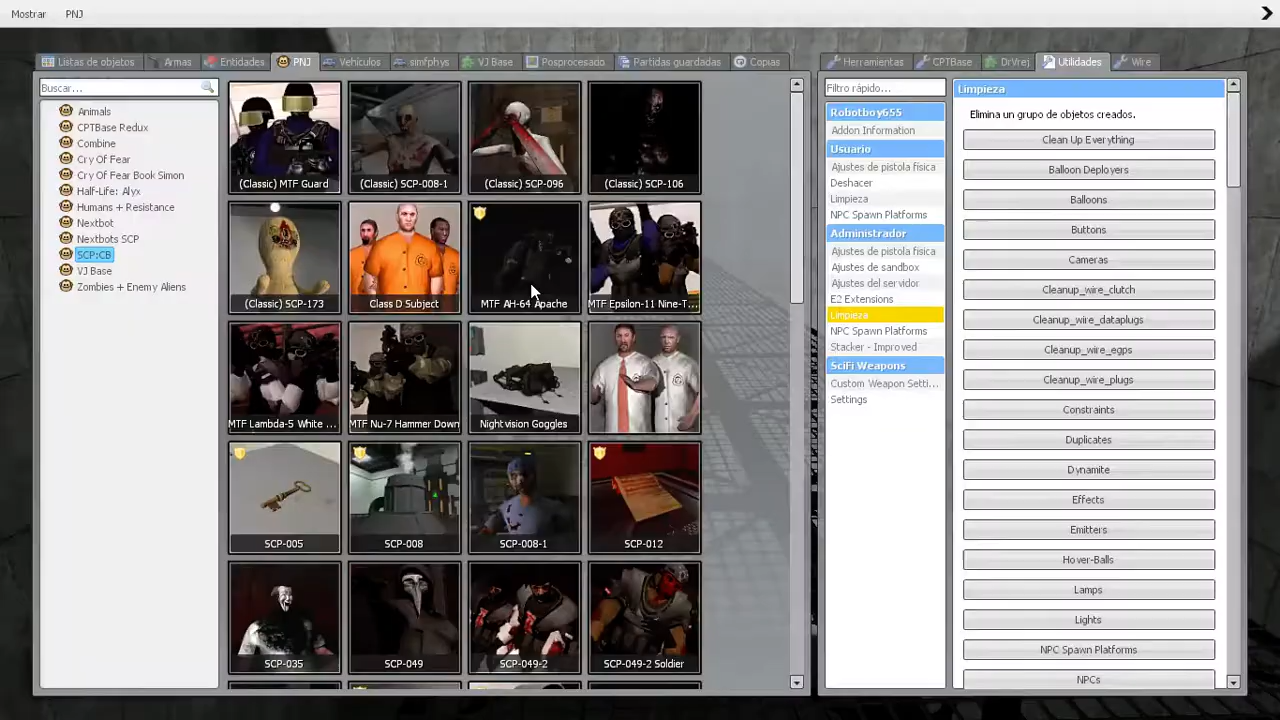 Mostrar PNJ
Listas de objetos Armas Entidades PNJ Vehículos simfphys VJ Base Posprocesado Partidas guardadas Copias
Buscar...
Animals
CPTBase Redux
Combine
Cry Of Fear
Cry Of Fear Book Simon
Half-Life: Alyx
Humans + Resistance
Nextbot
Nextbots SCP
SCP:CB
VJ Base
Zombies + Enemy Aliens
(Classic) MTF Guard (Classic) SCP-008-1 (Classic) SCP-096 (Classic) SCP-106
(Classic) SCP-173 Class D Subject MTF AH-64 Apache MTF Epsilon-11 Nine-T...
MTF Lambda-5 White ... MTF Nu-7 Hammer Down Nightvision Goggles
SCP-005 SCP-008 SCP-008-1 SCP-012
SCP-035 SCP-049 SCP-049-2 SCP-049-2 Soldier
Herramientas CPTBase DrVrej Utilidades Wire
Filtro rápido...
Robotboy655
Addon Information
Usuario
Ajustes de pistola física
Deshacer
Limpieza
NPC Spawn Platforms
Administrador
Ajustes de pistola física
Ajustes de sandbox
Ajustes del servidor
E2 Extensions
Limpieza
NPC Spawn Platforms
Stacker - Improved
SciFi Weapons
Custom Weapon Setti...
Settings
Limpieza
Elimina un grupo de objetos creados.
Clean Up Everything
Balloon Deployers
Balloons
Buttons
Cameras
Cleanup_wire_clutch
Cleanup_wire_dataplugs
Cleanup_wire_egps
Cleanup_wire_plugs
Constraints
Duplicates
Dynamite
Effects
Emitters
Hover-Balls
Lamps
Lights
NPC Spawn Platforms
NPCs